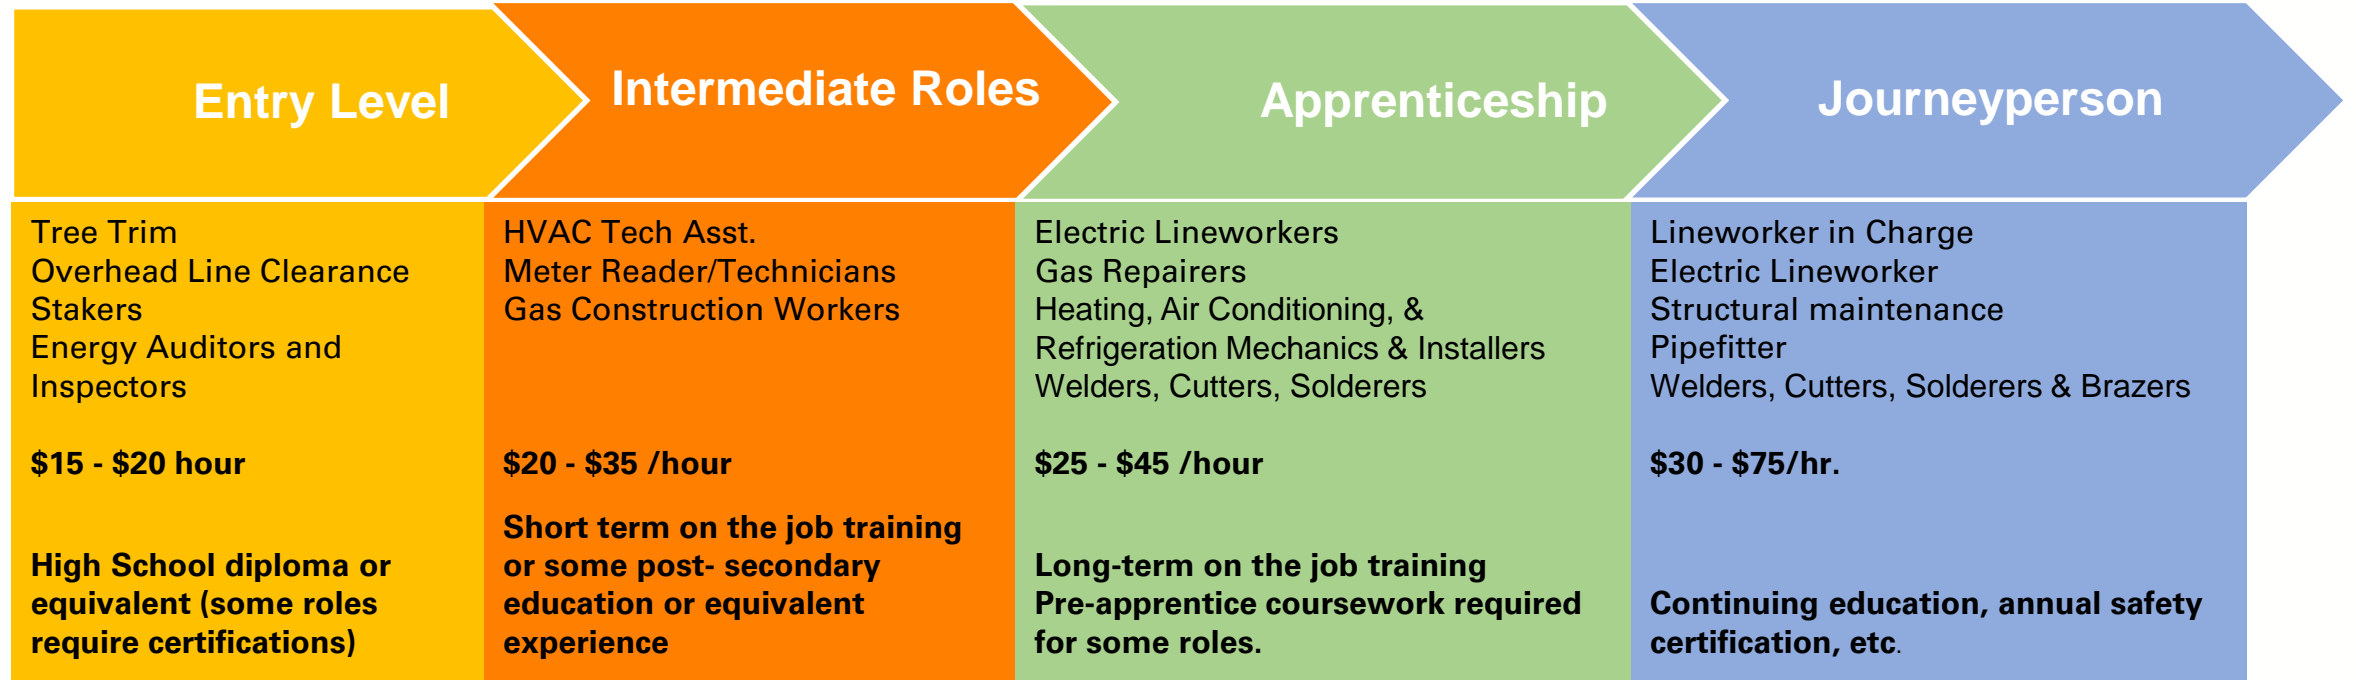 Entry Level
Intermediate Roles
Apprenticeship
Journeyperson
Tree Trim
Overhead Line Clearance
Stakers
Energy Auditors and
Inspectors
$15 - $20 hour
High School diploma or
equivalent (some roles
require certifications)
HVAC Tech Asst.
Meter Reader/Technicians
Gas Construction Workers
$20 - $35 /hour
Short term on the job training
or some post- secondary
education or equivalent
experience
Electric Lineworkers
Gas Repairers
Heating, Air Conditioning, &
Refrigeration Mechanics & Installers
Welders, Cutters, Solderers
$25 - $45 /hour
Long-term on the job training
Pre-apprentice coursework required
for some roles.
Lineworker in Charge
Electric Lineworker
Structural maintenance
Pipefitter
Welders, Cutters, Solderers & Brazers
$30 - $75/hr.
Continuing education, annual safety
certification, etc.